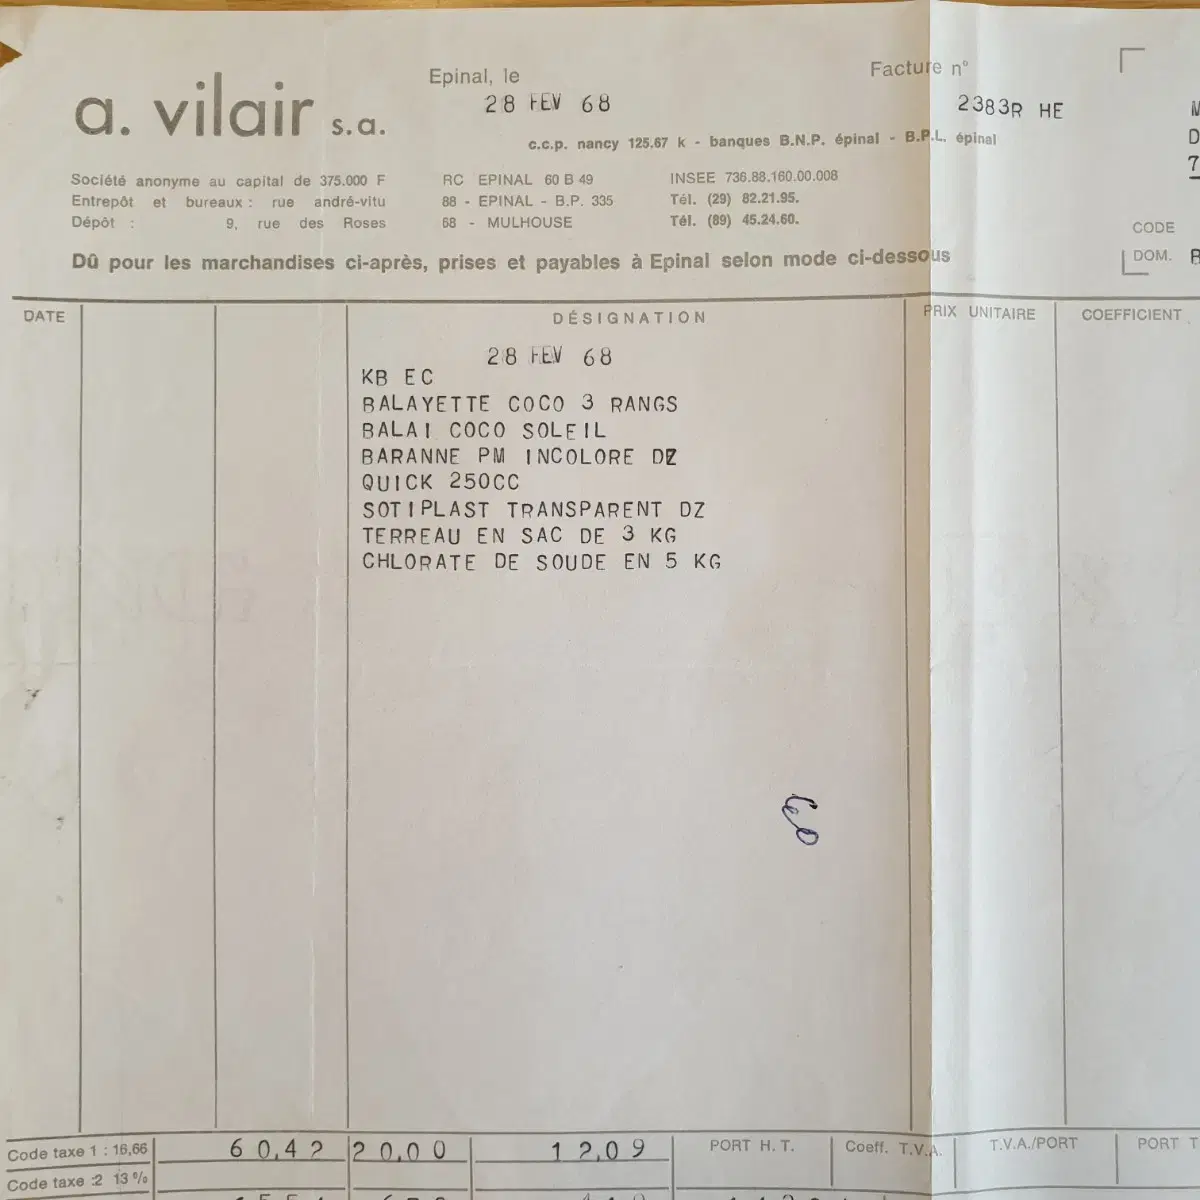 a. vilair s.a.
Epinal, le
28 FEV 68
Facture n°
2383R HE
c.c.p. nancy 125.67 k - banques B.N.P. épinal - B.P.L. épinal
Société anonyme au capital de 375.000 F
Entrepôt et bureaux : rue andré-vitu
Dépôt : 9, rue des Roses
RC EPINAL 60 B 49
88 - EPINAL - B.P. 335
68 - MULHOUSE
INSEE 736.88.160.00.008
Tél. (29) 82.21.95.
Tél. (89) 45.24.60.
7
CODE
DOM.
Dû pour les marchandises ci-après, prises et payables à Epinal selon mode ci-dessous
DATE DÉSIGNATION PRIX UNITAIRE COEFFICIENT
28 FEV 68
KB EC
BALAYETTE COCO 3 RANGS
BALAI COCO SOLEIL
BARANNE PM INCOLORE DZ
QUICK 250CC
SOTIPLAST TRANSPARENT DZ
TERREAU EN SAC DE 3 KG
CHLORATE DE SOUDE EN 5 KG
Code taxe 1 : 16,66 60,42 20,00 12,09 PORT H. T. Coeff. T.V.A. T.V.A./PORT PORT T
Code taxe 2 13 %